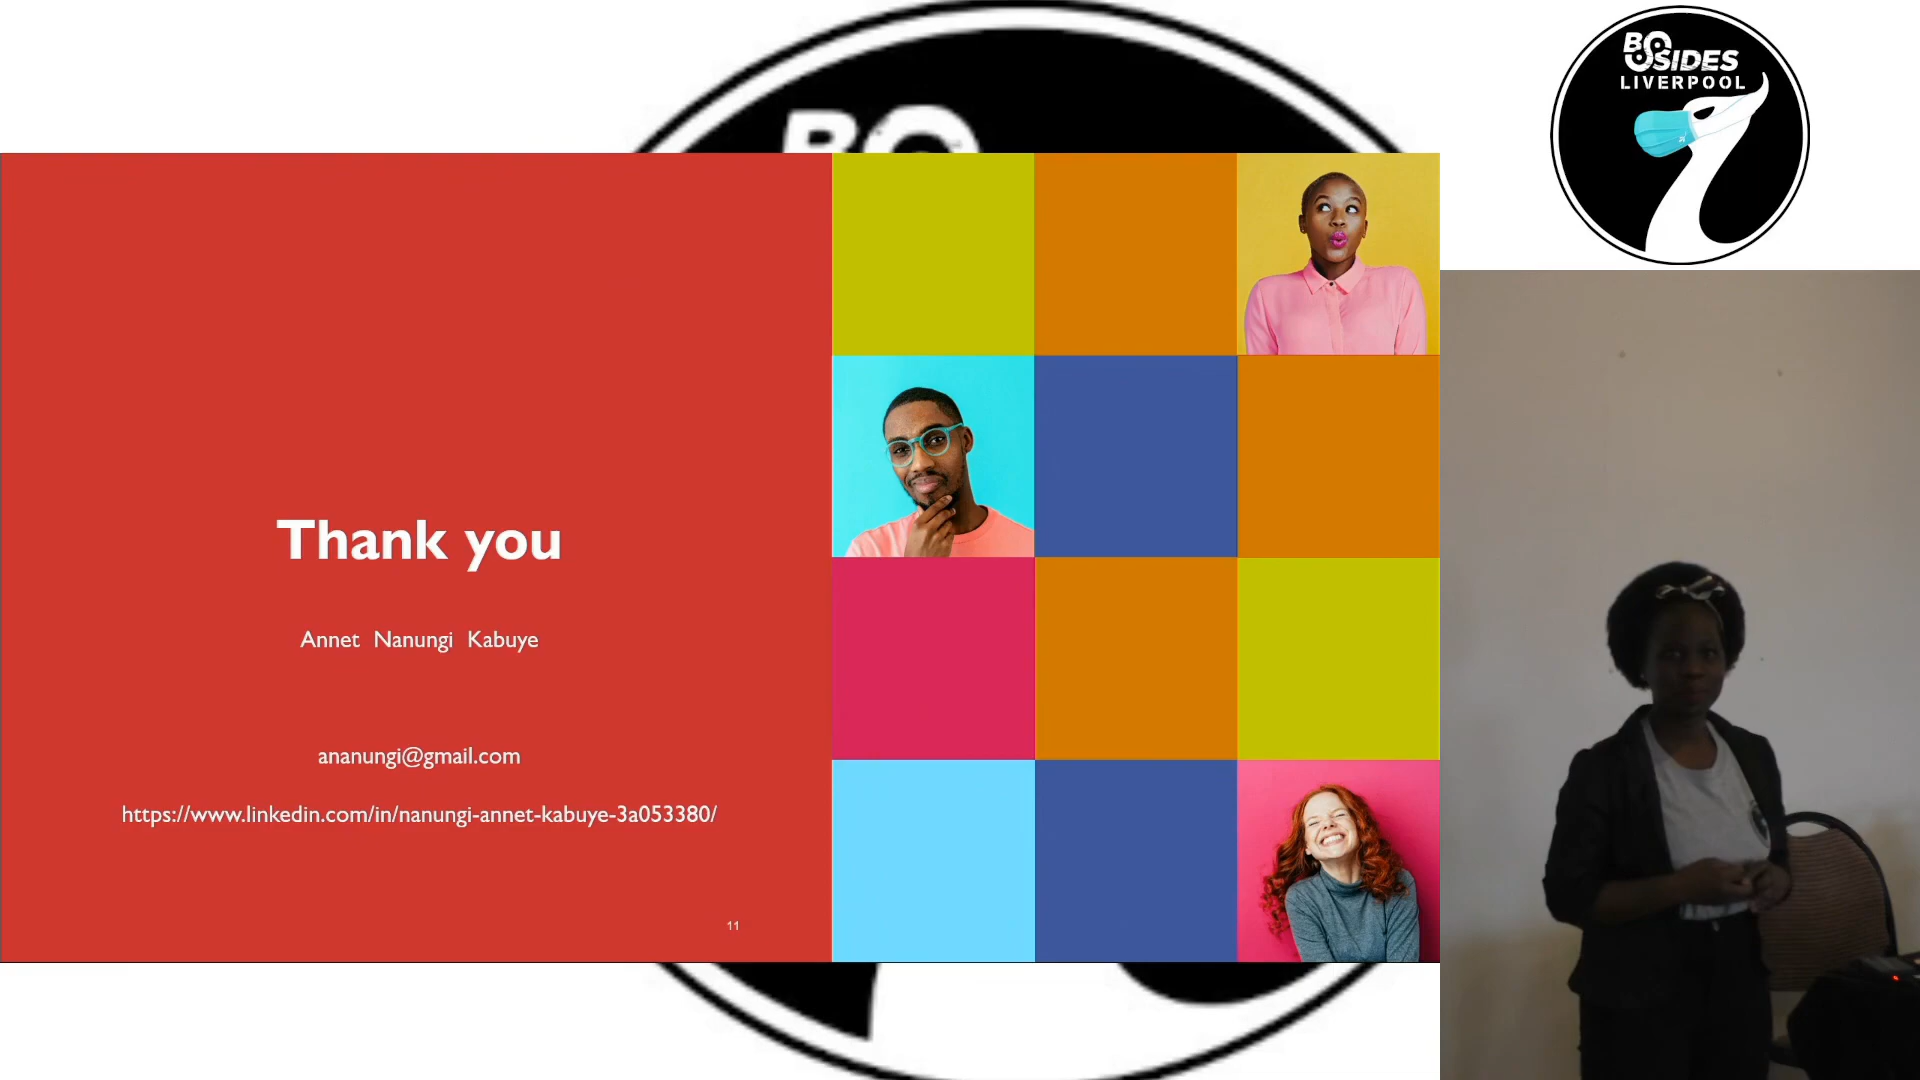 BSIDES
LIVERPOOL
Thank you
Annet Nanungi Kabuye
ananungi@gmail.com
https://www.linkedin.com/in/nanungi-annet-kabuye-3a053380/
11